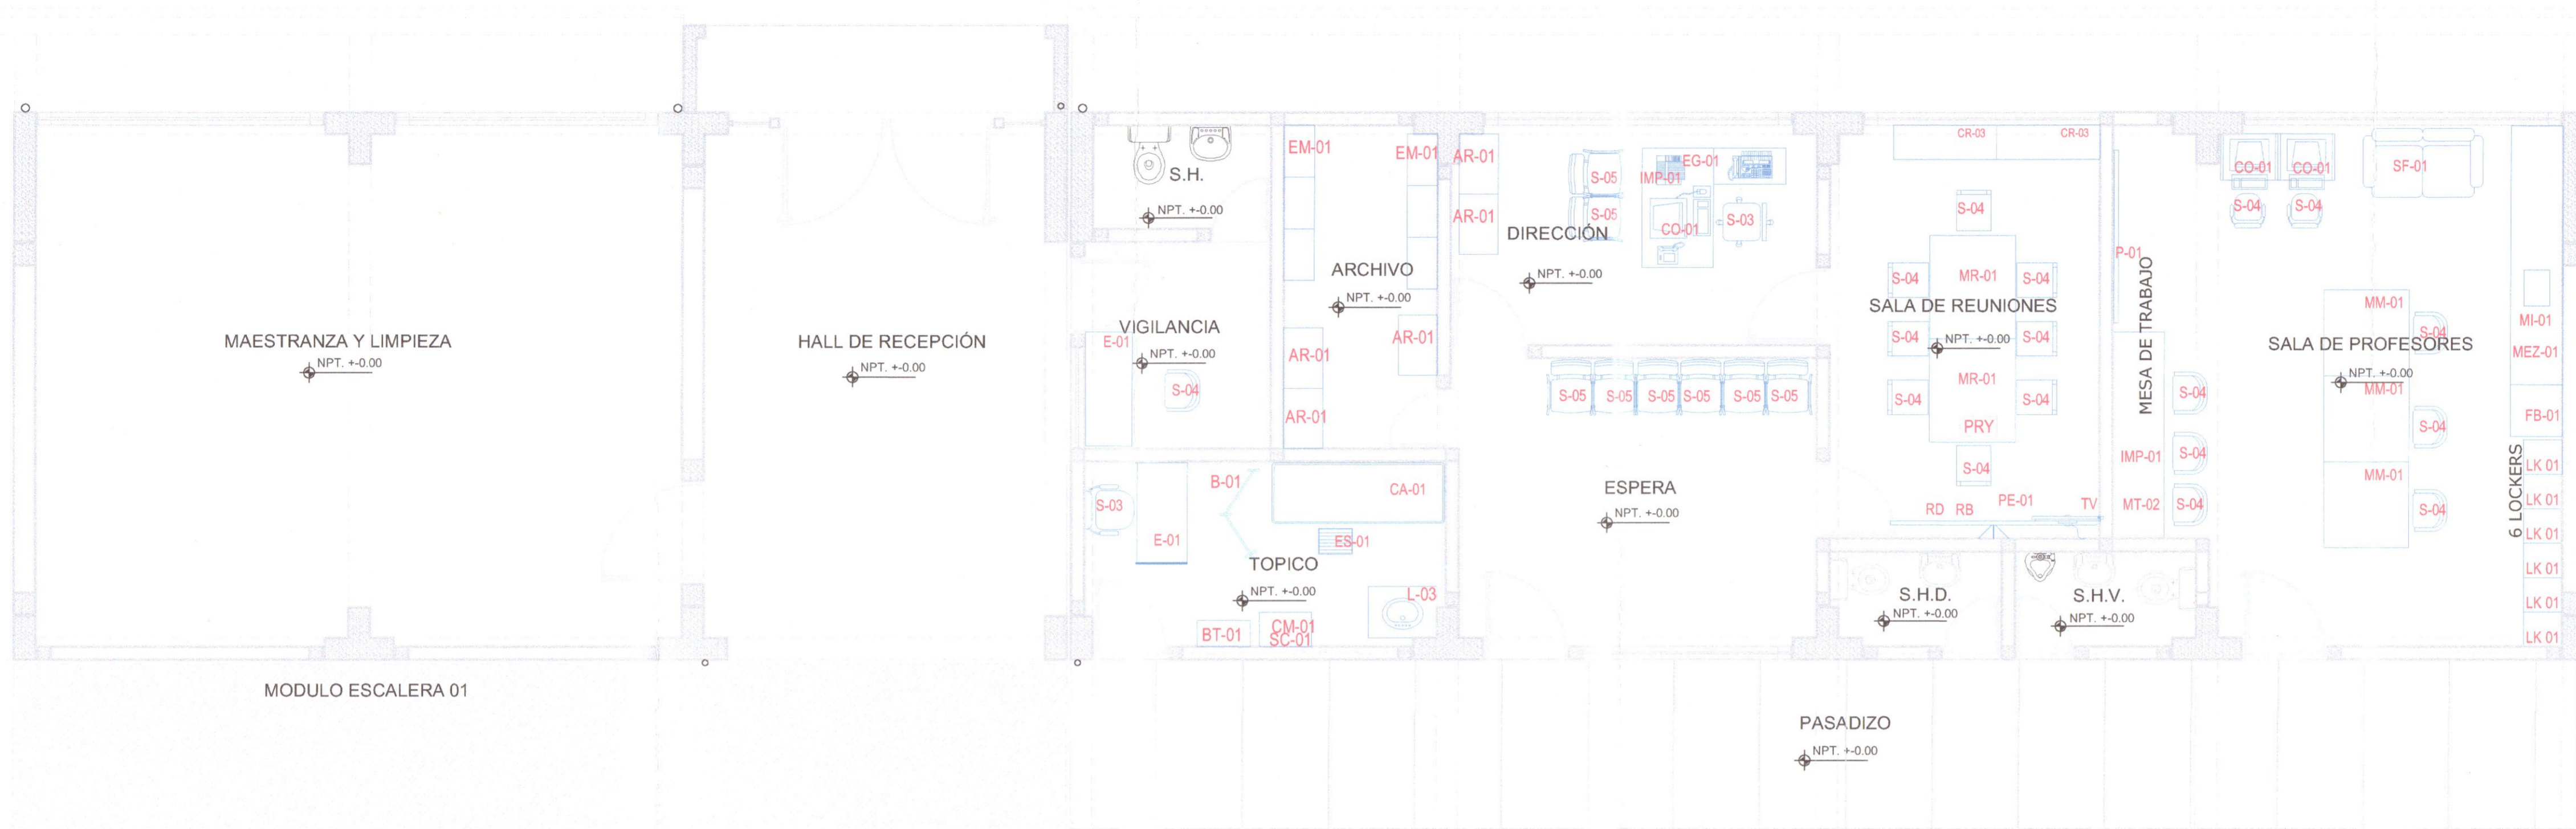 MAESTRANZA Y LIMPIEZA
NPT. +-0.00
MODULO ESCALERA 01
HALL DE RECEPCIÓN
NPT. +-0.00
S.H.
NPT. +-0.00
VIGILANCIA
NPT. +-0.00
E-01
S-04
EM-01
EM-01
ARCHIVO
NPT. +-0.00
AR-01
AR-01
AR-01
S-03
E-01
B-01
CA-01
ES-01
TOPICO
NPT. +-0.00
L-03
BT-01
CM-01
SC-01
AR-01
AR-01
S-05
S-05
IMP-01
EG-01
CO-01
S-03
DIRECCIÓN
NPT. +-0.00
S-05
S-05
S-05
S-05
S-05
S-05
ESPERA
NPT. +-0.00
CR-03
CR-03
S-04
S-04
MR-01
S-04
SALA DE REUNIONES
S-04
NPT. +-0.00
S-04
S-04
MR-01
S-04
PRY
S-04
RD
RB
PE-01
TV
S.H.D.
NPT. +-0.00
S.H.V.
NPT. +-0.00
P-01
MESA DE TRABAJO
IMP-01
MT-02
S-04
S-04
S-04
CO-01
CO-01
S-04
S-04
SF-01
MM-01
S-04
SALA DE PROFESORES
NPT. +-0.00
MM-01
S-04
MM-01
S-04
MI-01
MEZ-01
FB-01
6 LOCKERS
LK 01
LK 01
LK 01
LK 01
LK 01
LK 01
PASADIZO
NPT. +-0.00